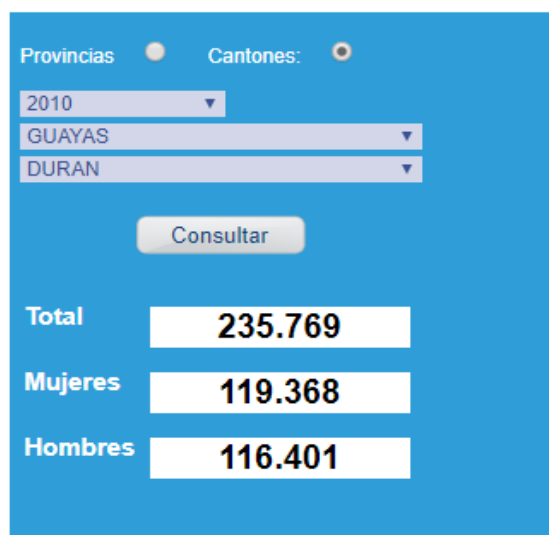 Provincias Cantones:
2010
GUAYAS
DURAN
Consultar
Total 235.769
Mujeres 119.368
Hombres 116.401